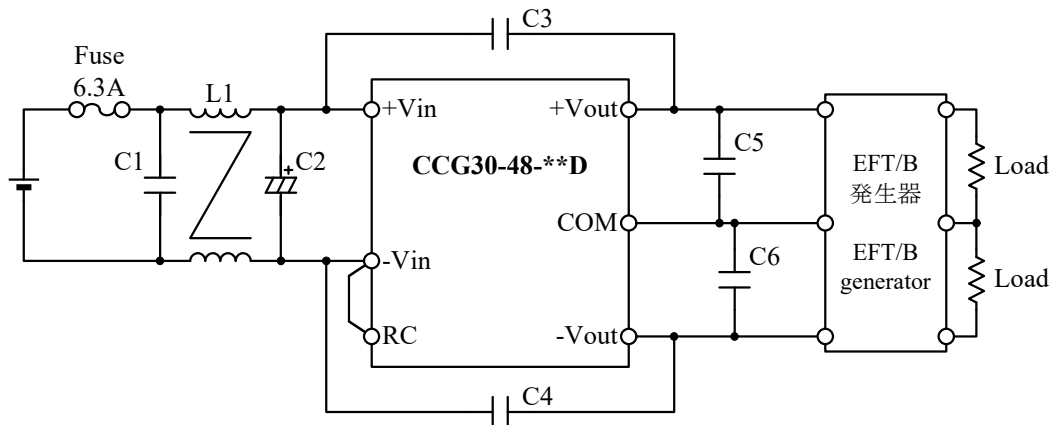 C3
Fuse
6.3A
L1
+Vin
+Vout
C1
+
C2
CCG30-48-**D
C5
EFT/B
発生器
Load
COM
-Vin
C6
EFT/B
generator
Load
RC
-Vout
C4